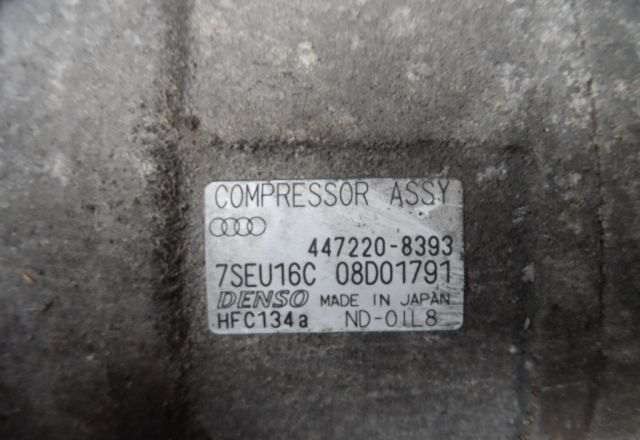 COMPRESSOR ASSY
447220-8393
7SEU16C 08D01791
DENSO MADE IN JAPAN
HFC134a ND-OIL8